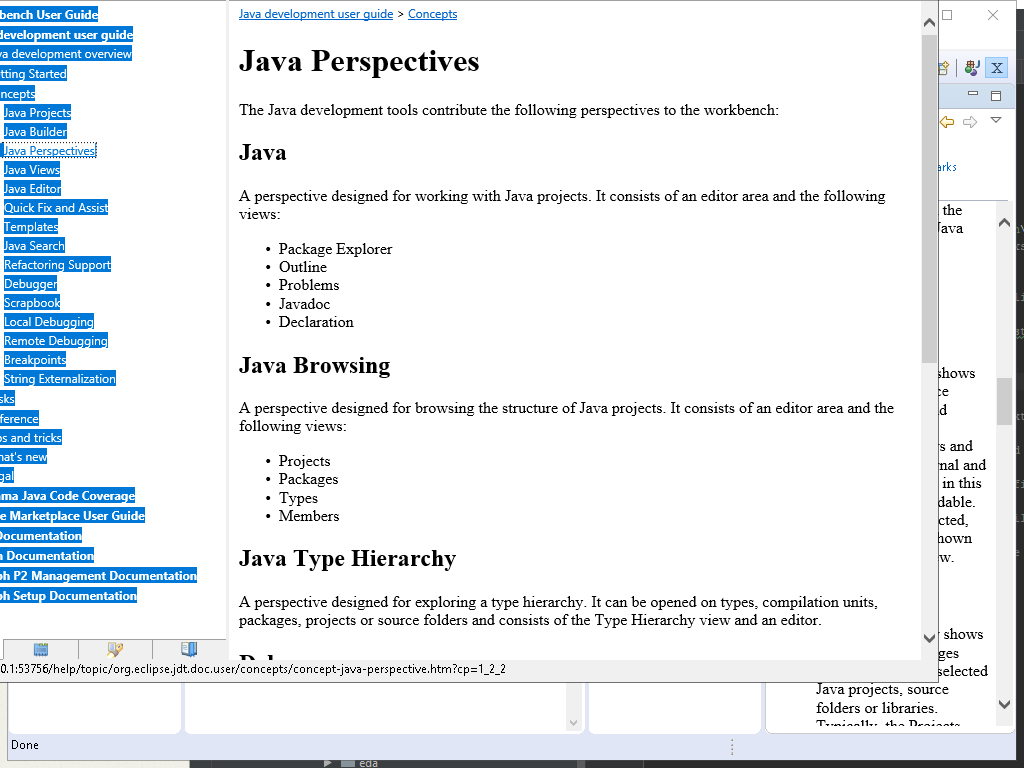 bench User Guide
development user guide
va development overview
tting Started
ncepts
Java Projects
Java Builder
Java Perspectives
Java Views
Java Editor
Quick Fix and Assist
Templates
Java Search
Refactoring Support
Debugger
Scrapbook
Local Debugging
Remote Debugging
Breakpoints
String Externalization
sks
ference
ps and tricks
hat's new
gal
ma Java Code Coverage
e Marketplace User Guide
Documentation
n Documentation
ph P2 Management Documentation
ph Setup Documentation
Java development user guide > Concepts
Java Perspectives
The Java development tools contribute the following perspectives to the workbench:
Java
A perspective designed for working with Java projects. It consists of an editor area and the following
views:
• Package Explorer
• Outline
• Problems
• Javadoc
• Declaration
Java Browsing
A perspective designed for browsing the structure of Java projects. It consists of an editor area and the
following views:
• Projects
• Packages
• Types
• Members
Java Type Hierarchy
A perspective designed for exploring a type hierarchy. It can be opened on types, compilation units,
packages, projects or source folders and consists of the Type Hierarchy view and an editor.
0.1:53756/help/topic/org.eclipse.jdt.doc.user/concepts/concept-java-perspective.htm?cp=1_2_2
arks
the
Java
shows
ce
d
s and
nal and
in this
dable.
cted,
hown
w.
shows
ges
selected
Java projects, source
folders or libraries.
Typically, the Projects
Done
eda